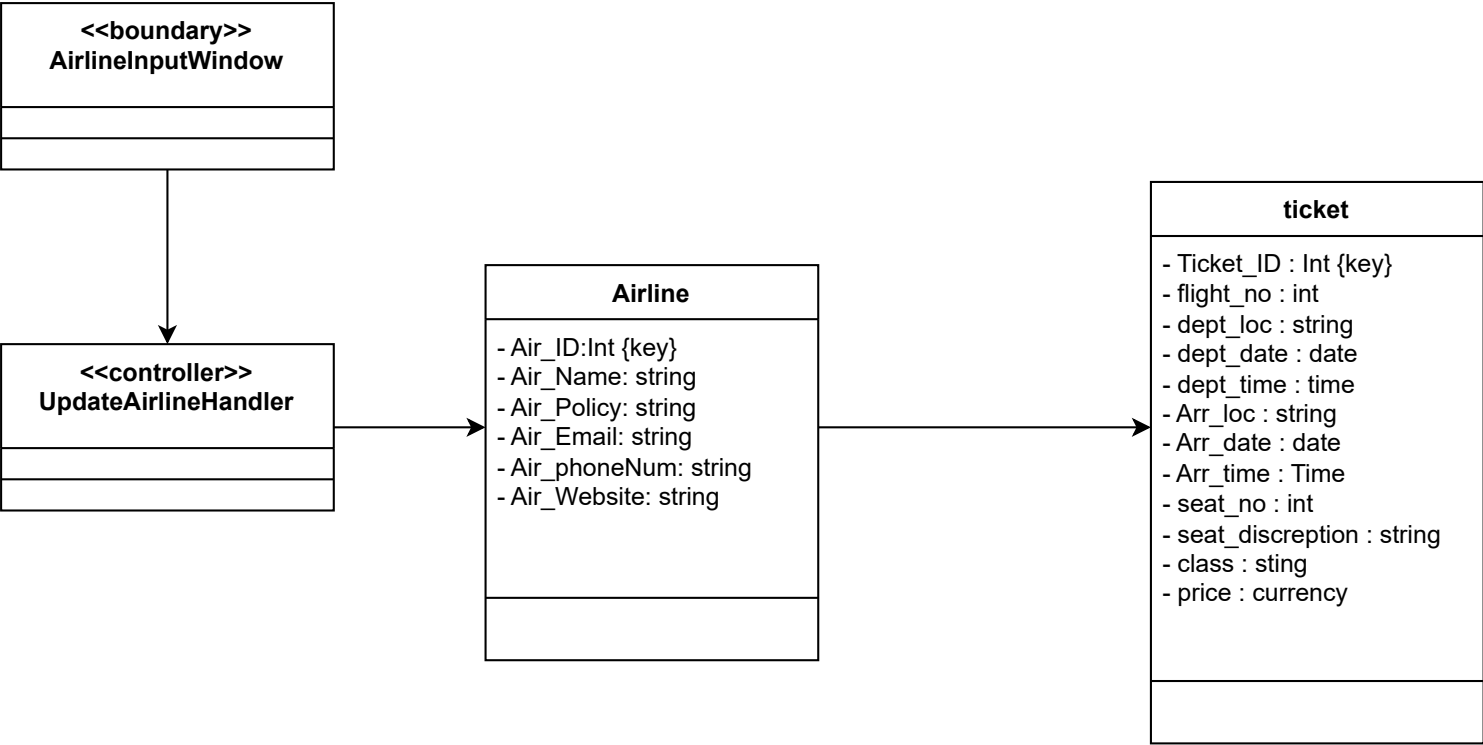 <<boundary>>
AirlineInputWindow
<<controller>>
UpdateAirlineHandler
Airline
- Air_ID:Int {key}
- Air_Name: string
- Air_Policy: string
- Air_Email: string
- Air_phoneNum: string
- Air_Website: string
ticket
- Ticket_ID : Int {key}
- flight_no : int
- dept_loc : string
- dept_date : date
- dept_time : time
- Arr_loc : string
- Arr_date : date
- Arr_time : Time
- seat_no : int
- seat_discreption : string
- class : sting
- price : currency